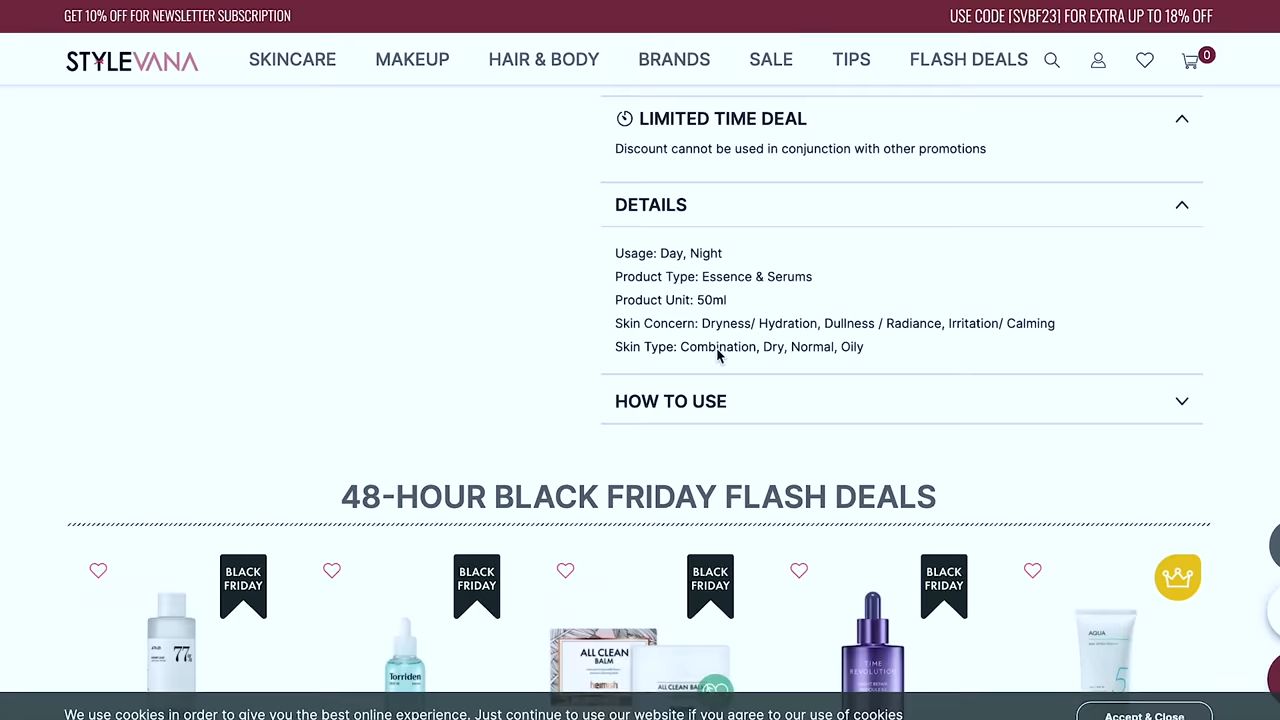 GET 10% OFF FOR NEWSLETTER SUBSCRIPTION
USE CODE [SVBF23] FOR EXTRA UP TO 18% OFF
STYLEVANA
SKINCARE MAKEUP HAIR & BODY BRANDS SALE TIPS FLASH DEALS 0
LIMITED TIME DEAL
Discount cannot be used in conjunction with other promotions
DETAILS
Usage: Day, Night
Product Type: Essence & Serums
Product Unit: 50ml
Skin Concern: Dryness/ Hydration, Dullness / Radiance, Irritation/ Calming
Skin Type: Combination, Dry, Normal, Oily
HOW TO USE
48-HOUR BLACK FRIDAY FLASH DEALS
BLACK
FRIDAY
BLACK
FRIDAY
BLACK
FRIDAY
BLACK
FRIDAY
77
Torriden
ALL CLEAN
BALM
heimish
ALL CLEAN
TIME
REVOLUTION
AQUA
5
We use cookies in order to give you the best online experience. Just continue to use our website if you agree to our use of cookies
Accept & Close